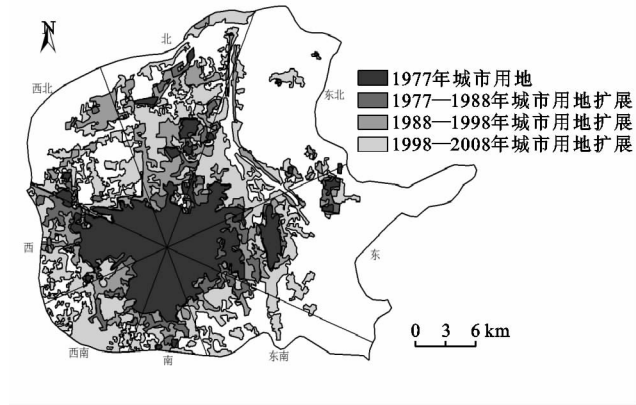 N
北
西北
东北
1977年城市用地
1977—1988年城市用地扩展
1988—1998年城市用地扩展
1998—2008年城市用地扩展
西
东
0 3 6 km
西南
南
东南